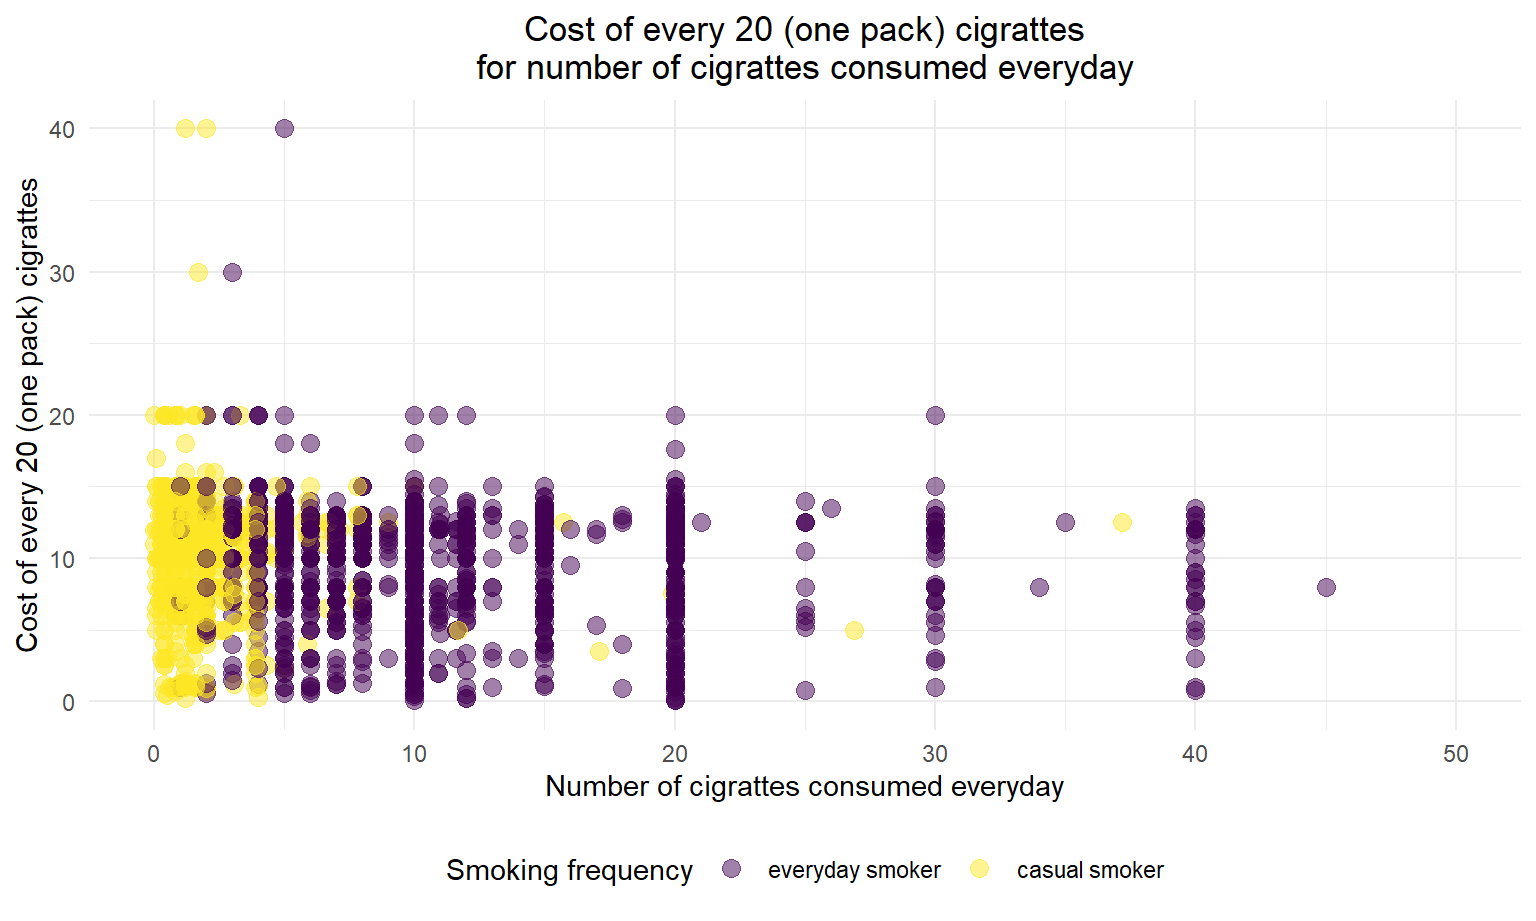 Cost of every 20 (one pack) cigrattes
for number of cigrattes consumed everyday
Cost of every 20 (one pack) cigrattes
40
30
20
10
0
0 10 20 30 40 50
Number of cigrattes consumed everyday
Smoking frequency everyday smoker casual smoker